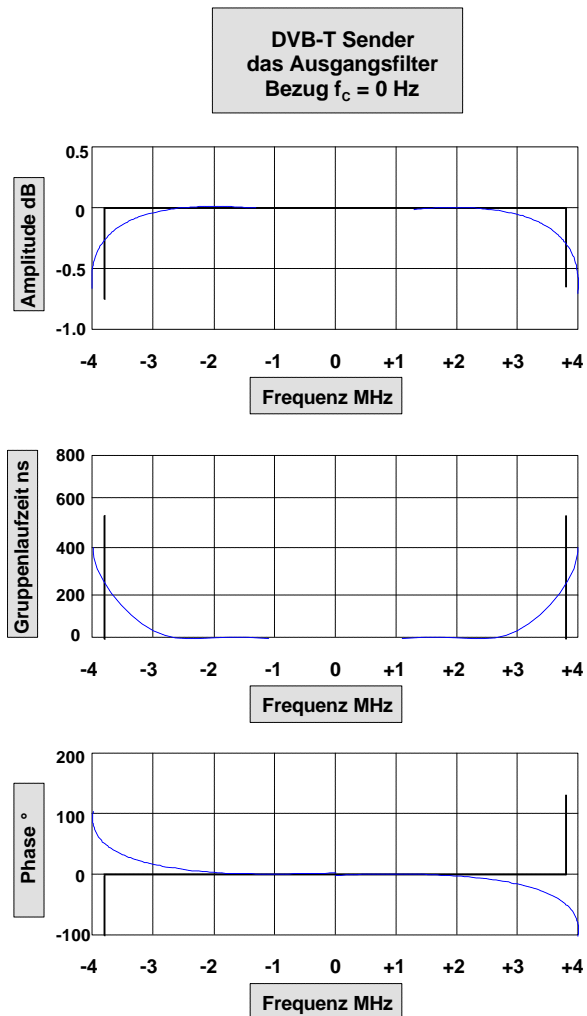 DVB-T Sender
das Ausgangsfilter
Bezug fC = 0 Hz
Amplitude dB
0.5
0
-0.5
-1.0
-4 -3 -2 -1 0 +1 +2 +3 +4
Frequenz MHz
Gruppenlaufzeit ns
800
600
400
200
0
-4 -3 -2 -1 0 +1 +2 +3 +4
Frequenz MHz
Phase °
200
100
0
-100
-4 -3 -2 -1 0 +1 +2 +3 +4
Frequenz MHz